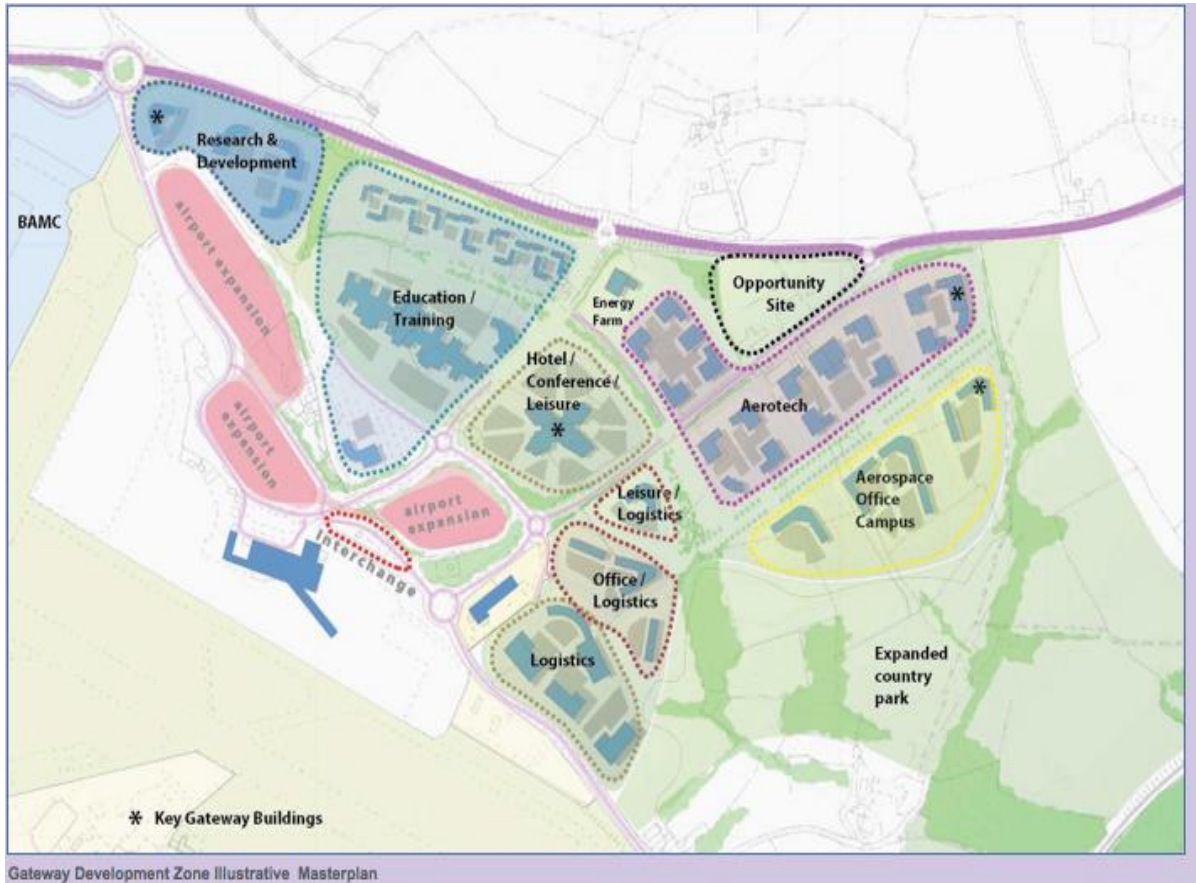 *
Research &
Development
BAMC
airport expansion
Education /
Training
Opportunity
Site
Energy
Farm
*
Hotel /
Conference /
Leisure
*
*
Aerotech
airport
expansion
Leisure /
Logistics
Aerospace
Office
Campus
airport
expansion
Interchange
Office /
Logistics
Logistics
Expanded
country
park
* Key Gateway Buildings
Gateway Development Zone Illustrative Masterplan